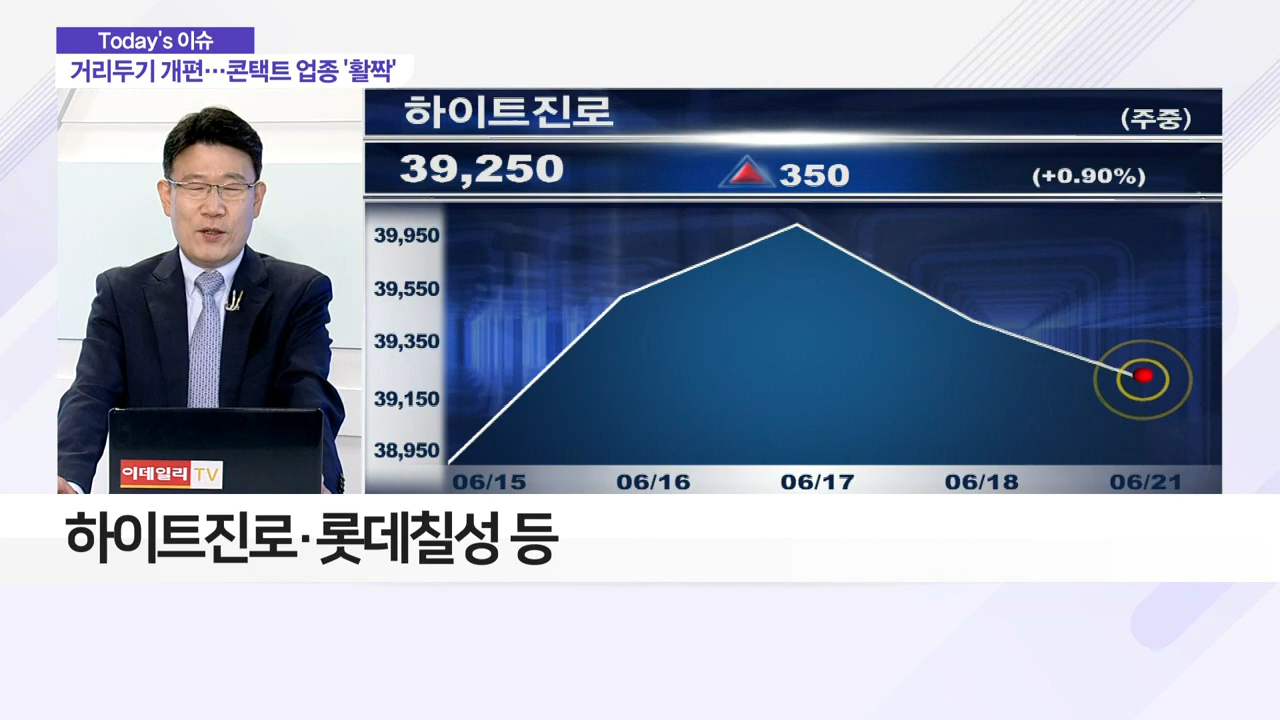 Today's 이슈
거리두기 개편…콘택트 업종 '활짝'
하이트진로
(주중)
39,250
350
(+0.90%)
39,950
39,550
39,350
39,150
38,950
06/15
06/16
06/17
06/18
06/21
이데일리 TV
하이트진로·롯데칠성 등